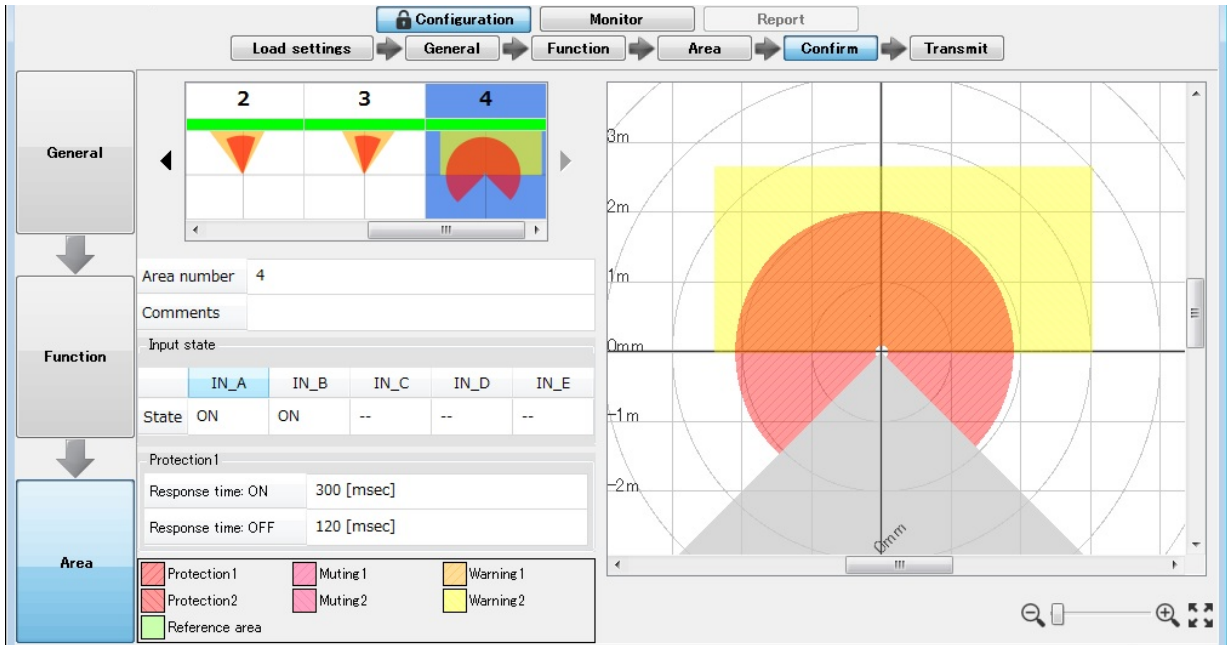 Configuration Monitor Report
Load settings General Function Area Confirm Transmit
General
Function
Area
2 3 4
Area number 4
Comments
Input state
IN_A IN_B IN_C IN_D IN_E
State ON ON -- -- --
Protection1
Response time: ON 300 [msec]
Response time: OFF 120 [msec]
Protection1 Muting1 Warning1
Protection2 Muting2 Warning2
Reference area
3m
2m
1m
0mm
-1m
-2m
0mm